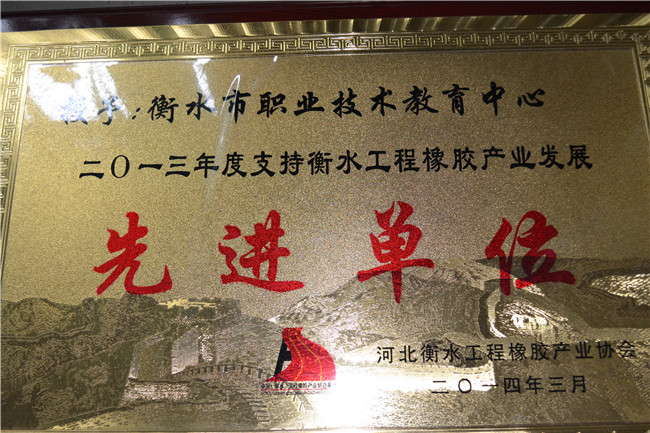 授予:衡水市职业技术教育中心
二〇一三年度支持衡水工程橡胶产业发展
先进单位
河北衡水工程橡胶产业协会
二〇一四年三月